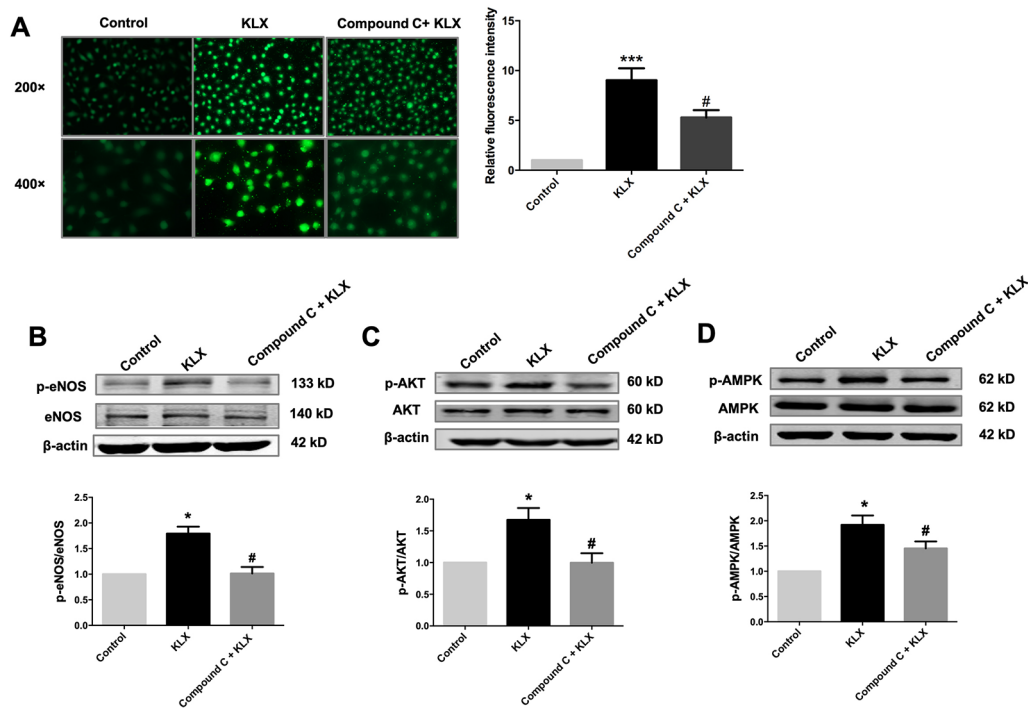 A
Control
KLX
Compound C+ KLX
200×
400×
Relative fluorescence intensity
15
10
5
0
***
#
Control
KLX
Compound C + KLX
B
Control
KLX
Compound C + KLX
p-eNOS
133 kD
eNOS
140 kD
β-actin
42 kD
p-eNOS/eNOS
2.5
2.0
1.5
1.0
0.5
0.0
*
#
Control
KLX
Compound C + KLX
C
Control
KLX
Compound C + KLX
p-AKT
60 kD
AKT
60 kD
β-actin
42 kD
p-AKT/AKT
2.0
1.5
1.0
0.5
0.0
*
#
Control
KLX
Compound C + KLX
D
Control
KLX
Compound C + KLX
p-AMPK
62 kD
AMPK
62 kD
β-actin
42 kD
p-AMPK/AMPK
2.5
2.0
1.5
1.0
0.5
0.0
*
#
Control
KLX
Compound C + KLX